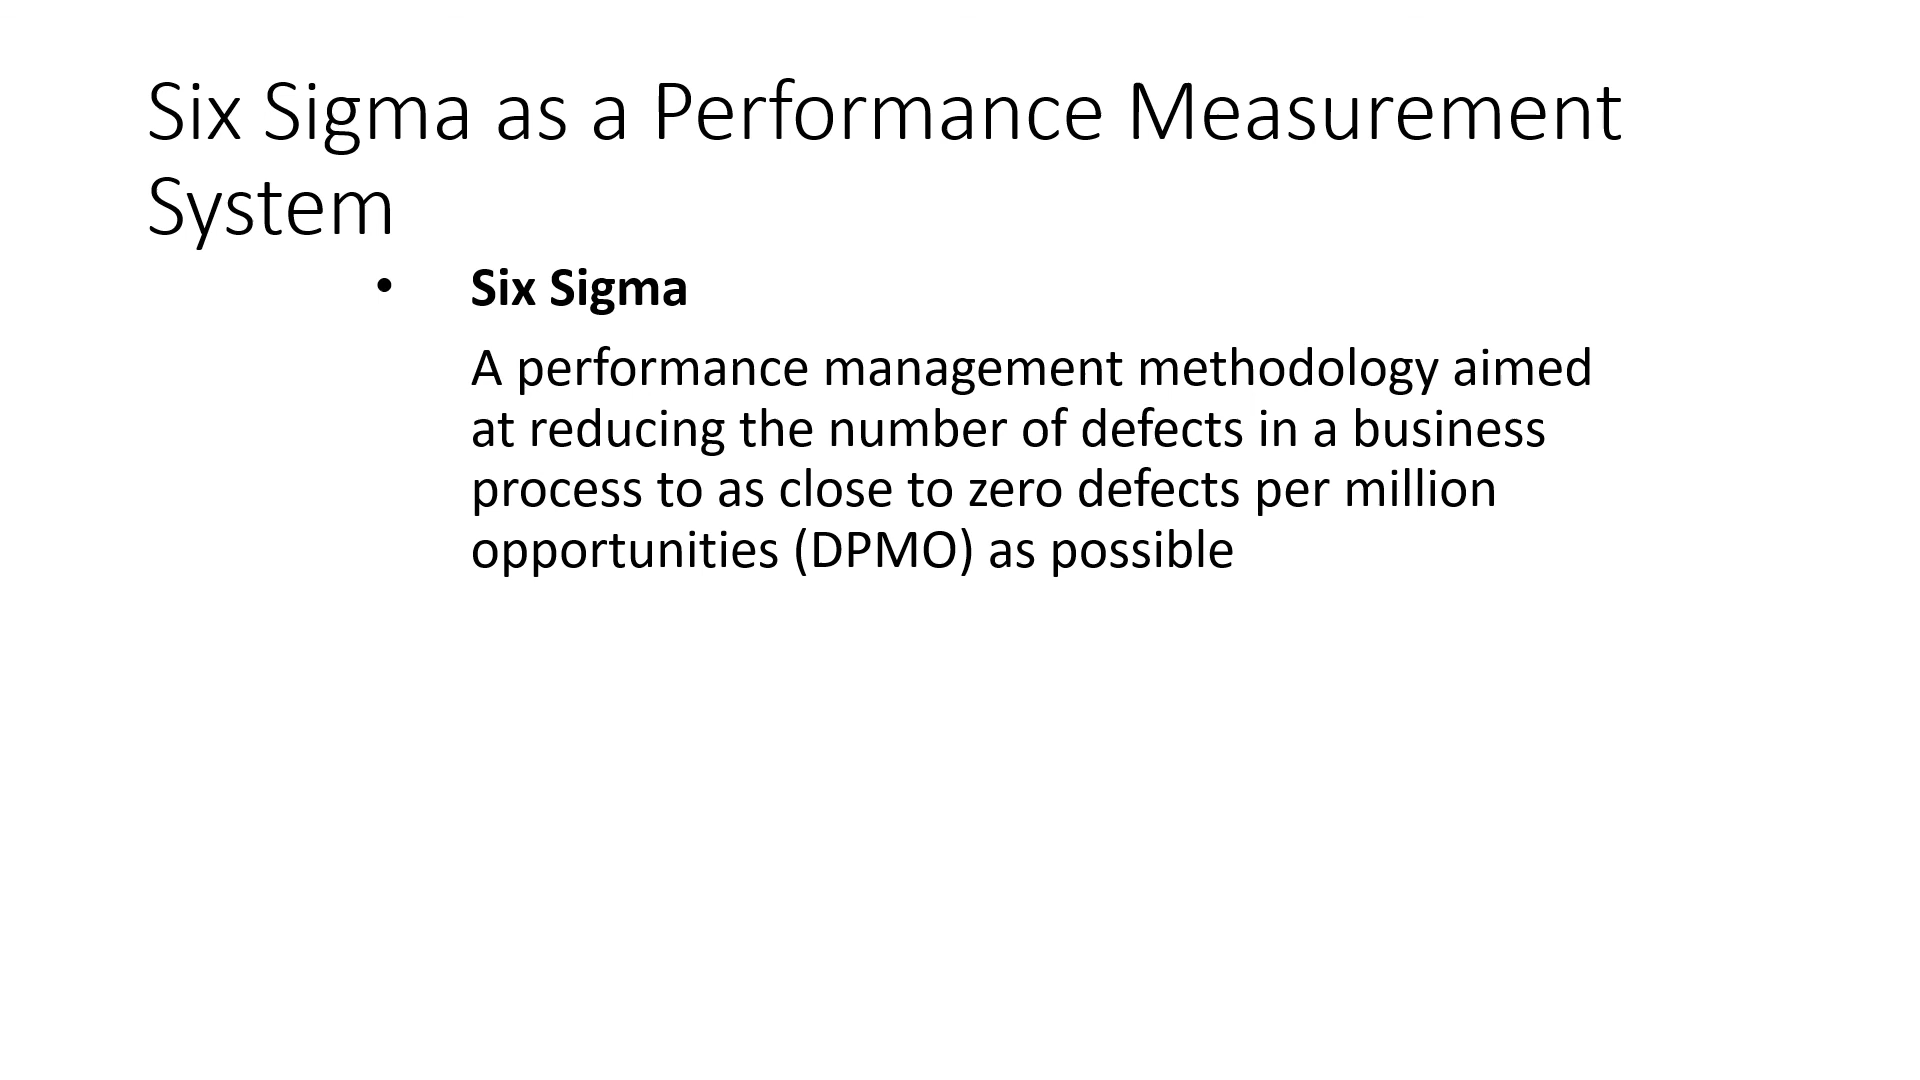 Six Sigma as a Performance Measurement
System
• Six Sigma
A performance management methodology aimed
at reducing the number of defects in a business
process to as close to zero defects per million
opportunities (DPMO) as possible